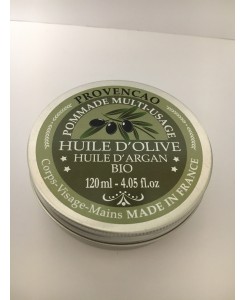 PROVENCAO
POMMADE MULTI-USAGE
HUILE D'OLIVE
HUILE D'ARGAN
BIO
120 ml - 4.05 fl.oz
Corps-Visage-Mains MADE IN FRANCE